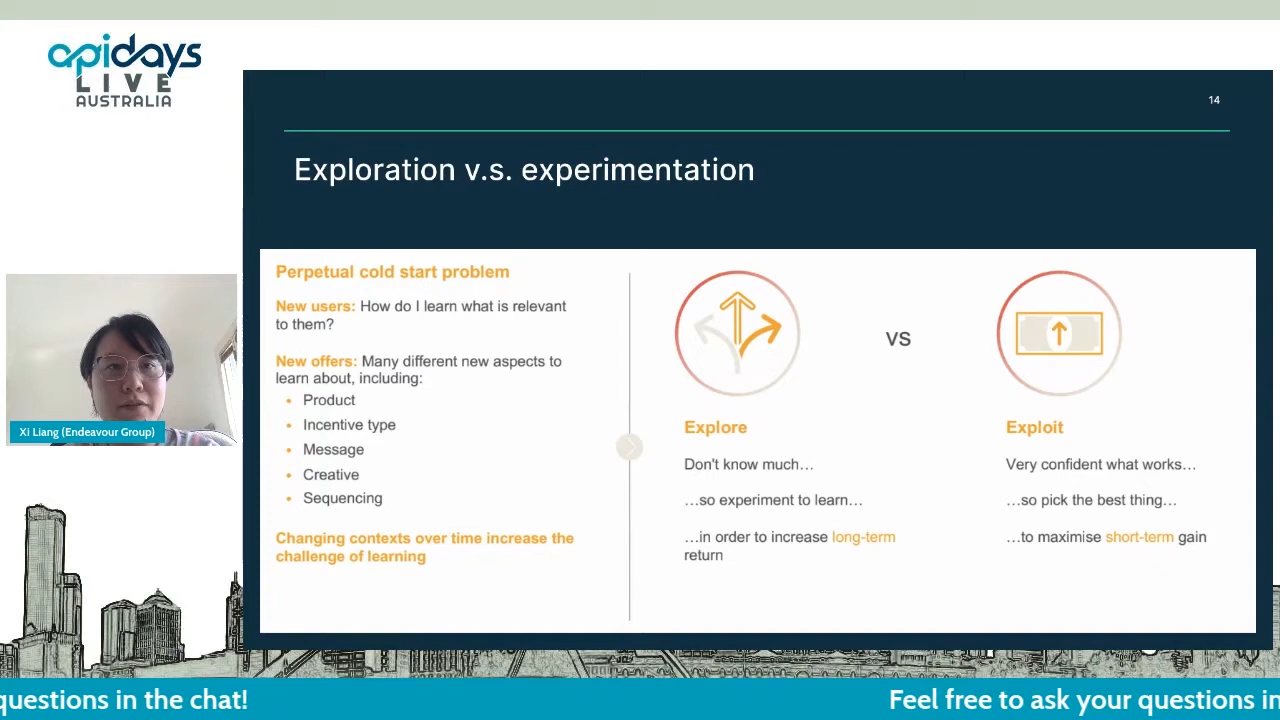 apidays
LIVE
AUSTRALIA
14
Exploration v.s. experimentation
Perpetual cold start problem
New users: How do I learn what is relevant
to them?
New offers: Many different new aspects to
learn about, including:
• Product
• Incentive type
• Message
• Creative
• Sequencing
Changing contexts over time increase the
challenge of learning
VS
Explore
Don't know much…
…so experiment to learn…
…in order to increase long-term
return
Exploit
Very confident what works…
…so pick the best thing…
…to maximise short-term gain
Xi Liang (Endeavour Group)
questions in the chat!
Feel free to ask your questions in